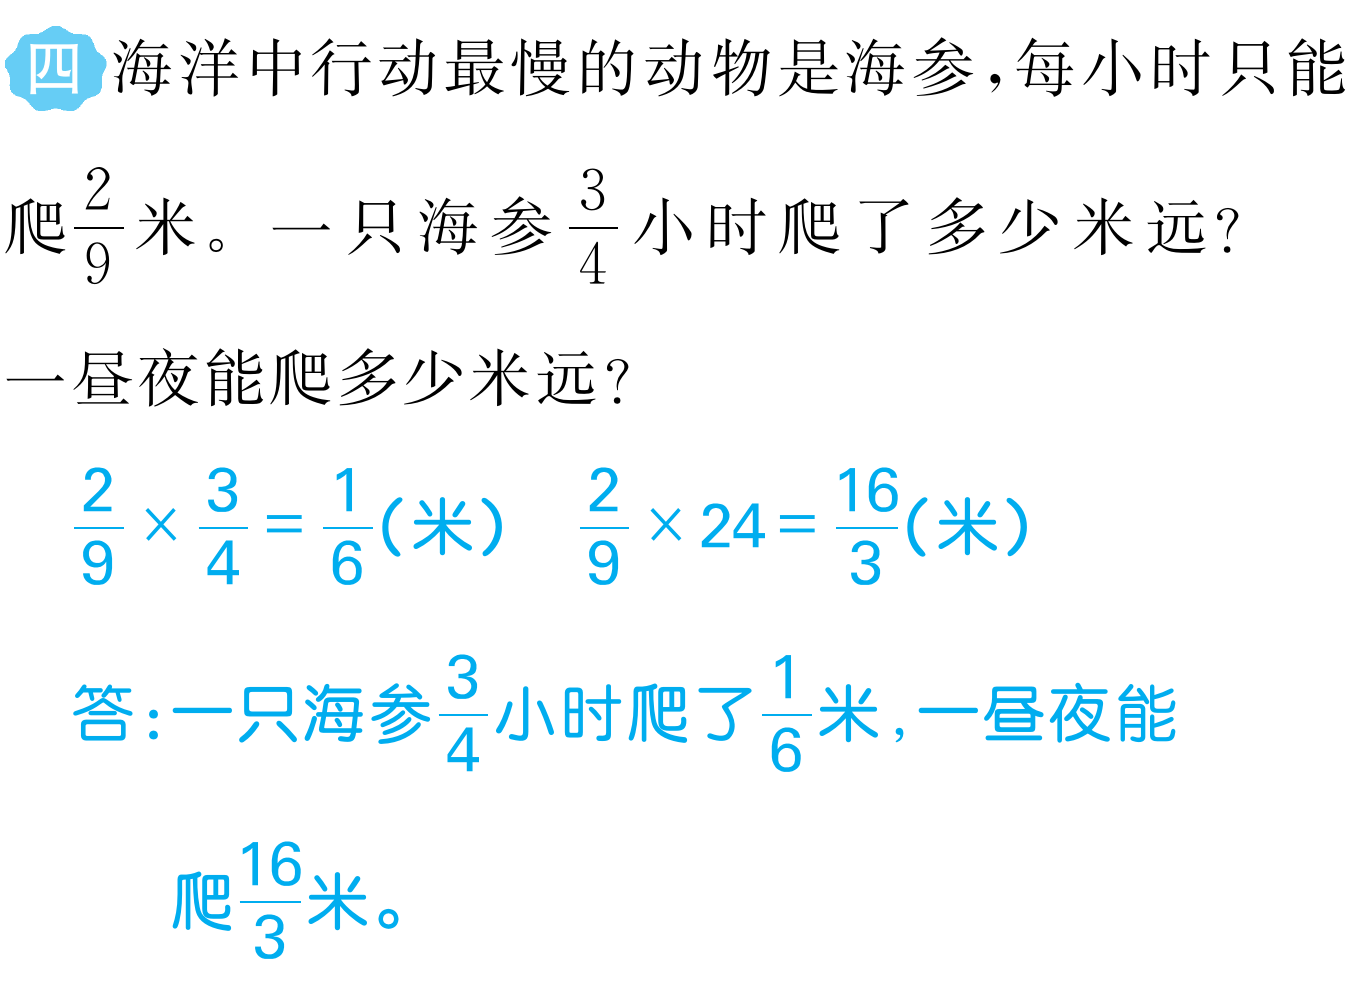 四 海洋中行动最慢的动物是海参,每小时只能
爬2/9米。一只海参3/4小时爬了多少米远?
一昼夜能爬多少米远?
2/9×3/4=1/6(米) 2/9×24=16/3(米)
答:一只海参3/4小时爬了1/6米,一昼夜能
爬16/3米。